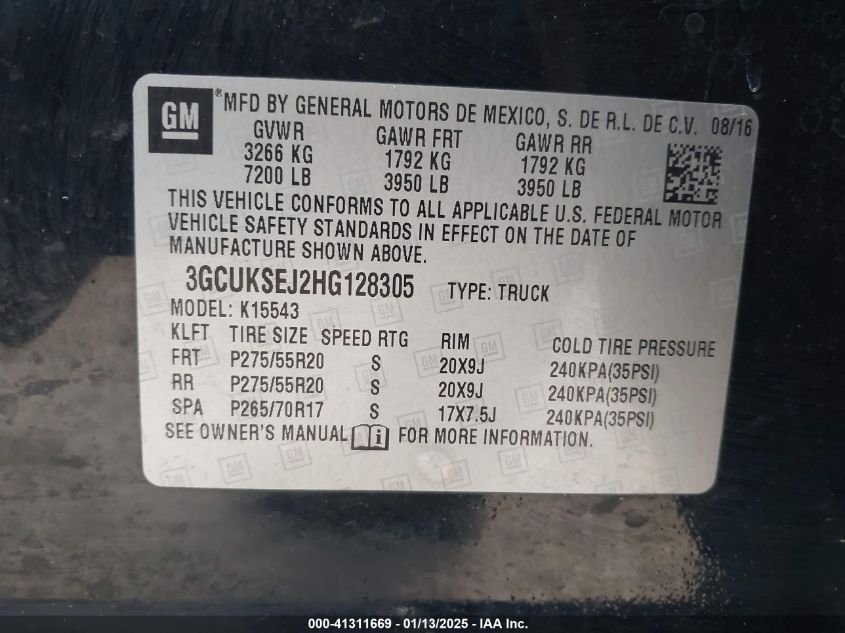 GM ® MFD BY GENERAL MOTORS DE MEXICO, S. DE R.L. DE C.V. 08/16
GVWR GAWR FRT GAWR RR
3266 KG 1792 KG 1792 KG
7200 LB 3950 LB 3950 LB
THIS VEHICLE CONFORMS TO ALL APPLICABLE U.S. FEDERAL MOTOR
VEHICLE SAFETY STANDARDS IN EFFECT ON THE DATE OF
MANUFACTURE SHOWN ABOVE.
3GCUKSEJ2HG128305 TYPE: TRUCK
MODEL: K15543
KLFT TIRE SIZE SPEED RTG RIM COLD TIRE PRESSURE
FRT P275/55R20 S 20X9J 240KPA(35PSI)
RR P275/55R20 S 20X9J 240KPA(35PSI)
SPA P265/70R17 S 17X7.5J 240KPA(35PSI)
SEE OWNER'S MANUAL i FOR MORE INFORMATION.
000-41311669 - 01/13/2025 - IAA Inc.